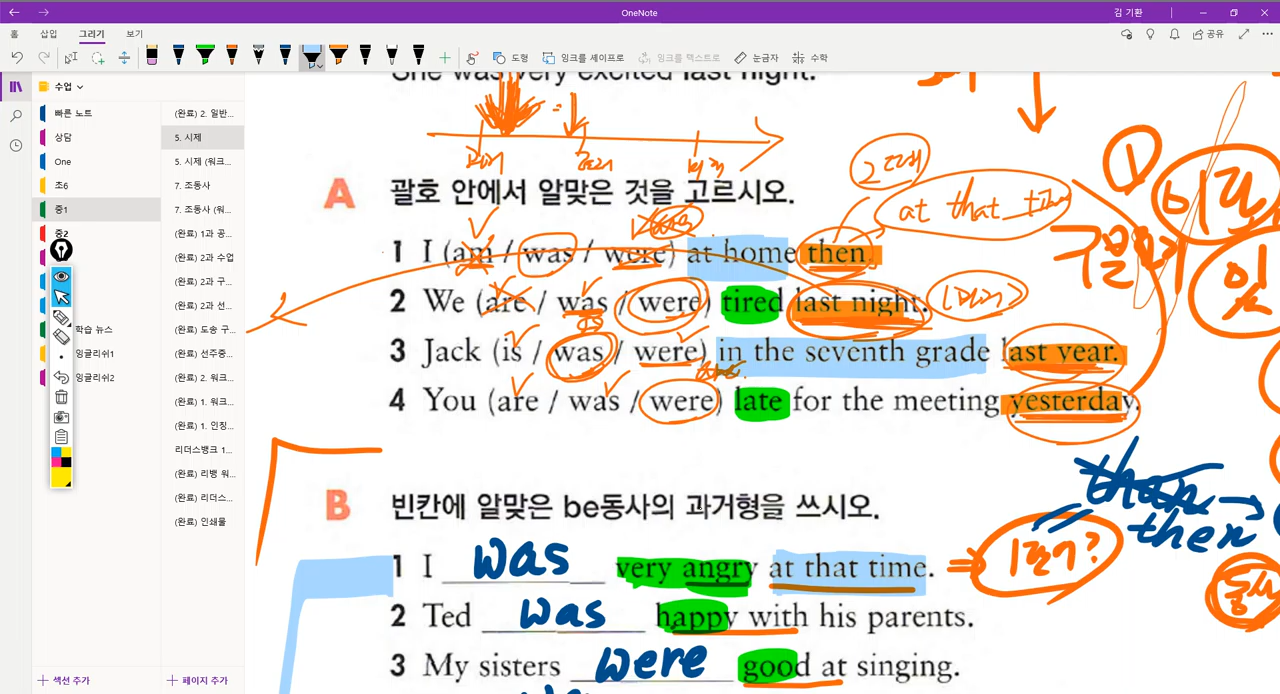 OneNote
김 기환
홈 삽입 그리기 보기
공유
도형 잉크를 셰이프로 잉크를 텍스트로 눈금자 수학
수업
빠른 노트
상담
One
초6
중1
중2
학습 뉴스
잉글리쉬1
잉글리쉬2
섹션 추가
(완료) 2. 일반...
5. 시제
5. 시제 (워크...
7. 조동사
7. 조동사 (워...
(완료) 1과 공...
(완료) 2과 수업
(완료) 2과 구...
(완료) 2과 선...
(완료) 도송 구...
(완료) 선주중...
(완료) 2. 워크...
(완료) 1. 워크...
(완료) 1. 인칭...
리더스뱅크 1...
(완료) 리뱅 워...
(완료) 리더스...
(완료) 인쇄물
페이지 추가
She was very excited last night.
과거 현재 미래
그때
at that time
①
A 괄호 안에서 알맞은 것을 고르시오.
1 I (am / was / were) at home then.
2 We (are / was / were) tired last night.
3 Jack (is / was / were) in the seventh grade last year.
4 You (are / was / were) late for the meeting yesterday.
than
then
B 빈칸에 알맞은 be동사의 과거형을 쓰시오.
1 I was very angry at that time.
2 Ted was happy with his parents.
3 My sisters were good at singing.